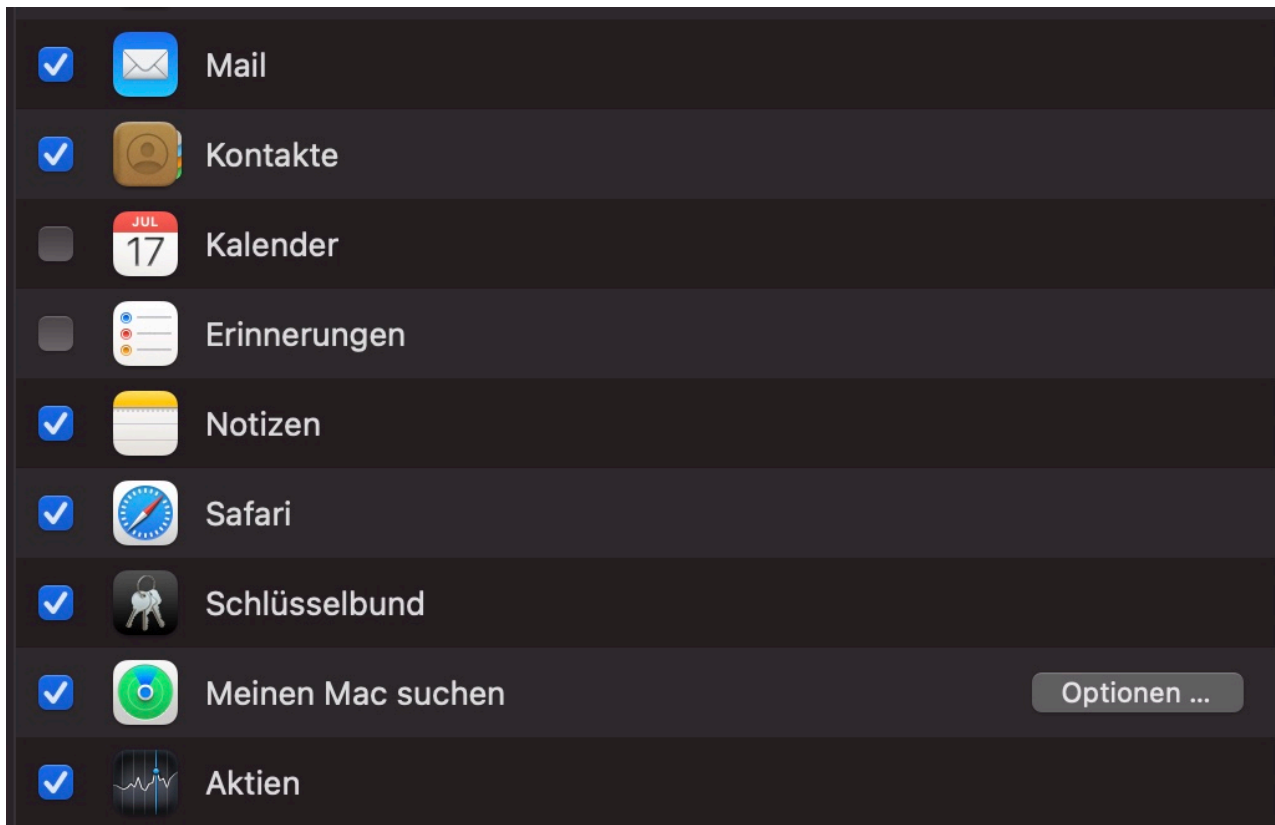 Mail
Kontakte
JUL
17
Kalender
Erinnerungen
Notizen
Safari
Schlüsselbund
Meinen Mac suchen
Optionen ...
Aktien